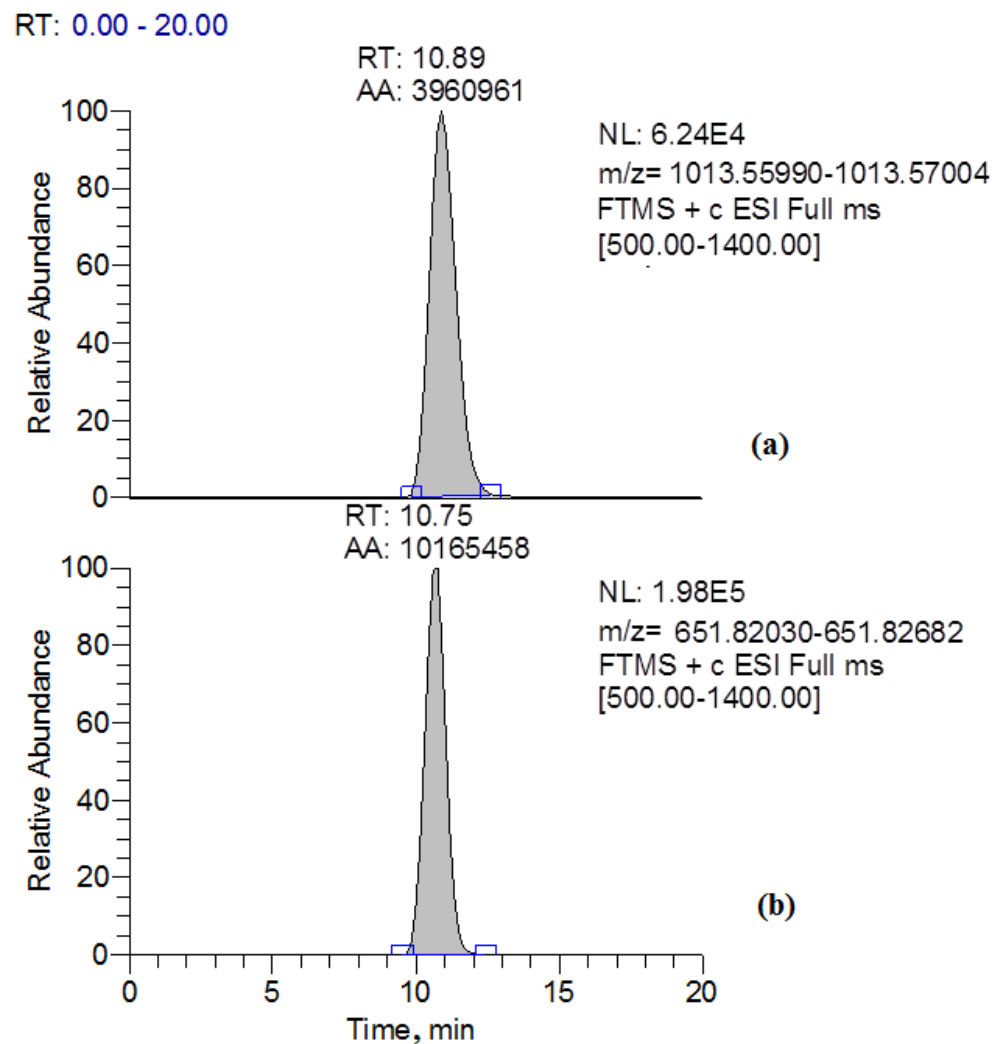 RT: 0.00 - 20.00
RT: 10.89
AA: 3960961
NL: 6.24E4
m/z= 1013.55990-1013.57004
FTMS + c ESI Full ms
[500.00-1400.00]
Relative Abundance
100
80
60
40
20
0
(a)
RT: 10.75
AA: 10165458
NL: 1.98E5
m/z= 651.82030-651.82682
FTMS + c ESI Full ms
[500.00-1400.00]
Relative Abundance
100
80
60
40
20
0
(b)
0 5 10 15 20
Time, min